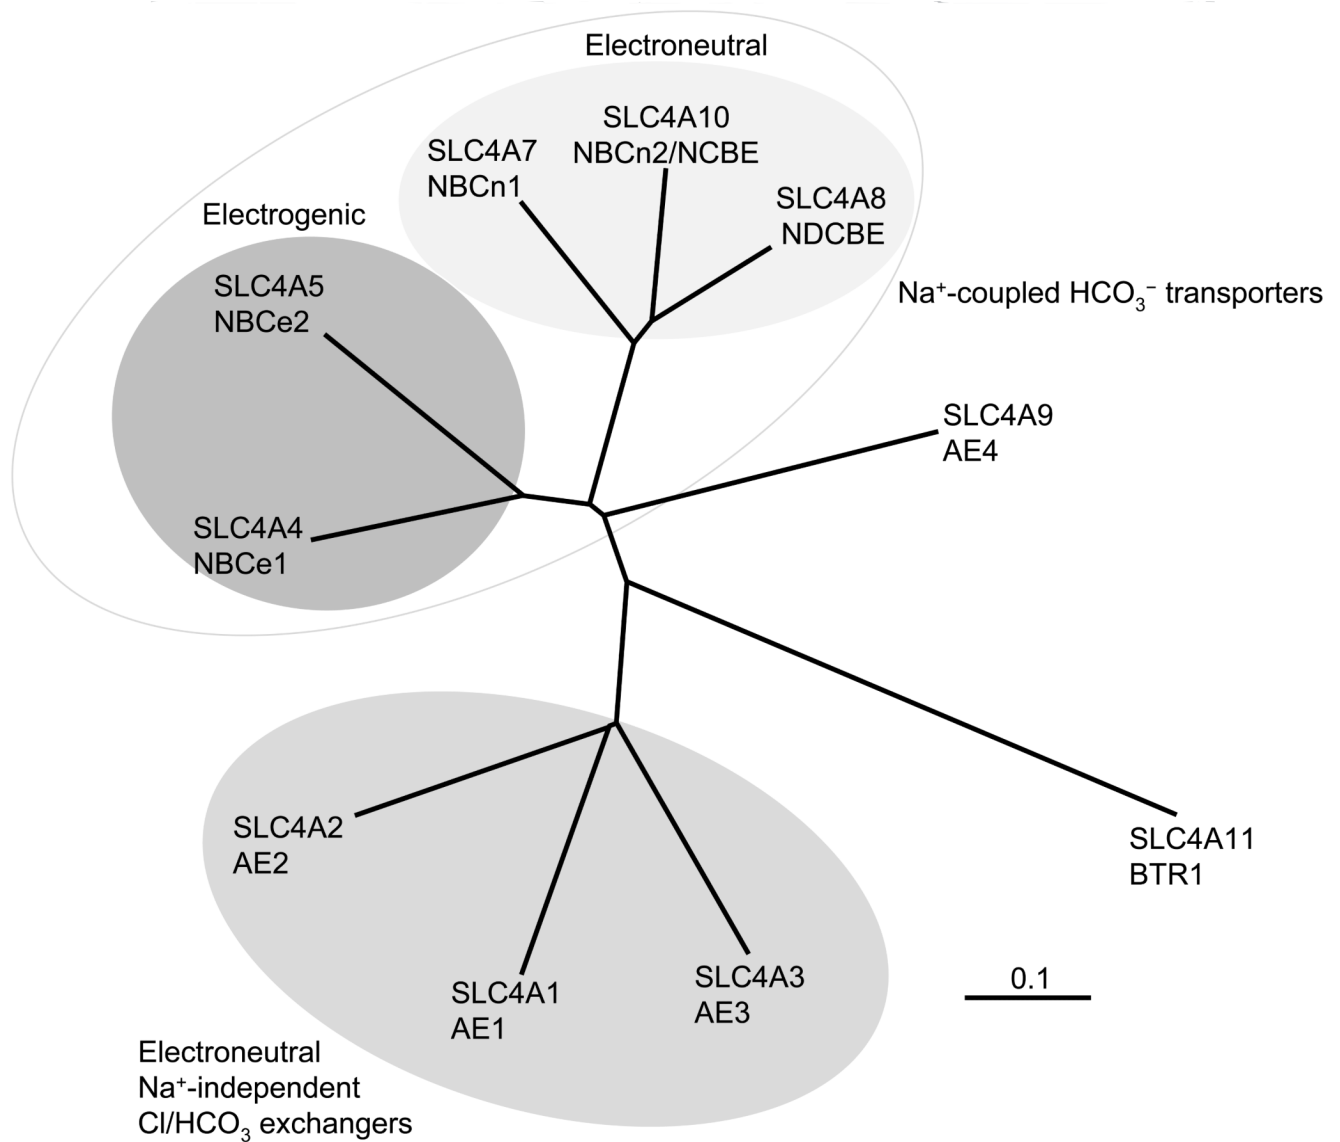 Electroneutral
SLC4A10
NBCn2/NCBE
SLC4A7
NBCn1
SLC4A8
NDCBE
Electrogenic
SLC4A5
NBCe2
Na⁺-coupled HCO₃⁻ transporters
SLC4A9
AE4
SLC4A4
NBCe1
SLC4A2
AE2
SLC4A11
BTR1
SLC4A1
AE1
SLC4A3
AE3
0.1
Electroneutral
Na⁺-independent
Cl/HCO₃ exchangers